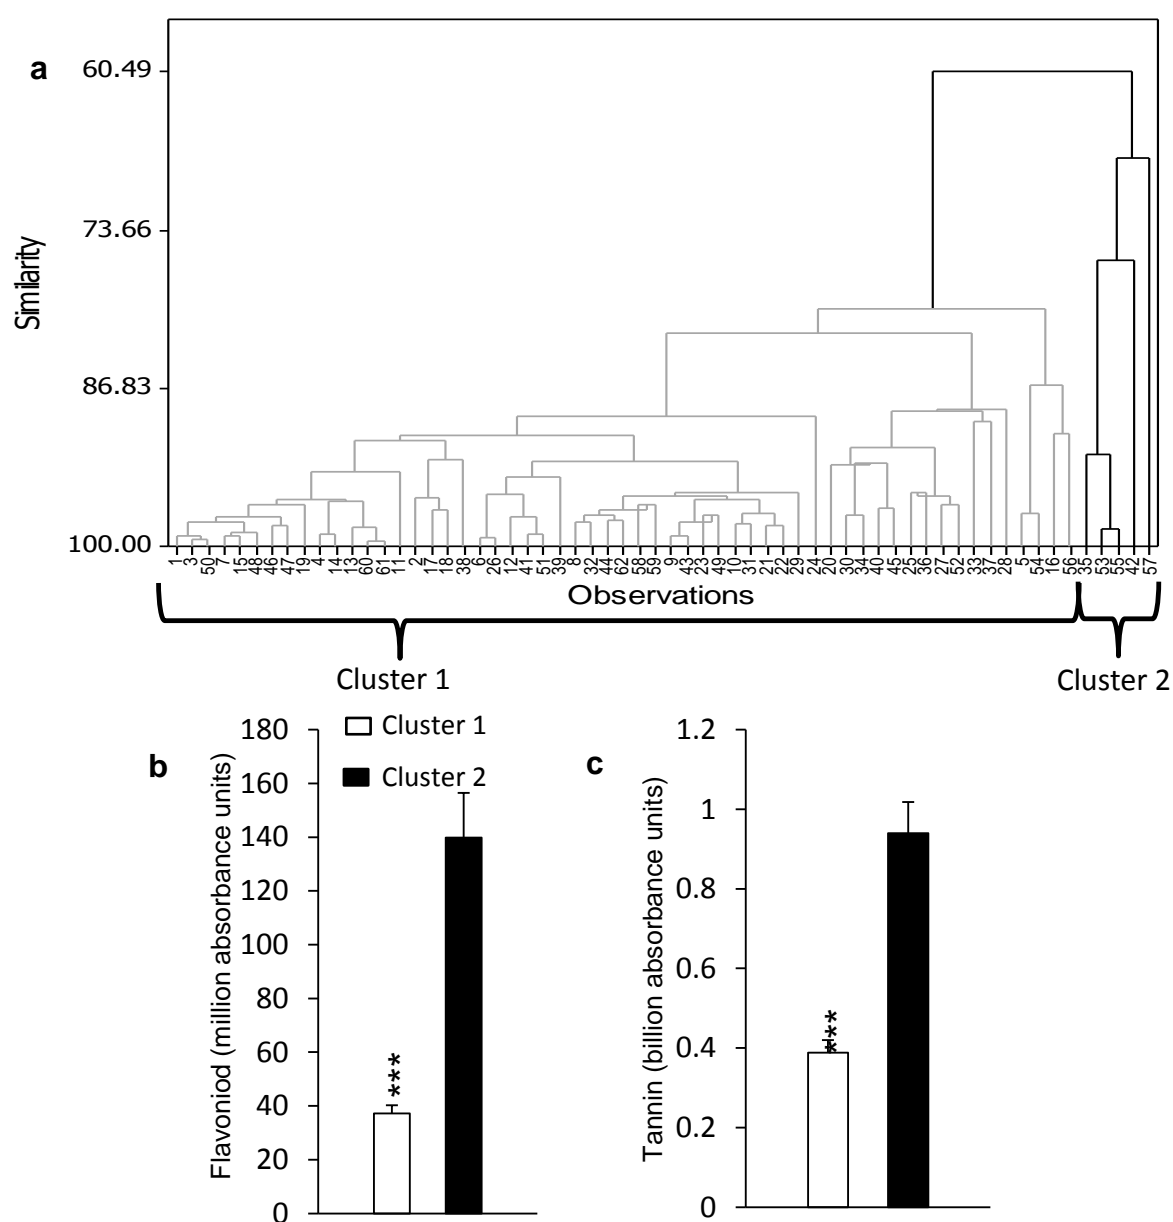 a
60.49
73.66
86.83
100.00
Similarity
1 3 50 7 15 48 46 47 19 4 14 13 60 61 11 2 17 18 38 6 26 12 41 51 39 8 32 44 62 58 59 9 43 23 49 10 31 21 22 29 24 20 30 34 40 45 25 36 27 52 33 37 28 5 54 16 56 35 53 55 42 57
Observations
Cluster 1
Cluster 2
b
Cluster 1
Cluster 2
Flavoniod (million absorbance units)
180
160
140
120
100
80
60
40
20
0
***
c
Tannin (billion absorbance units)
1.2
1
0.8
0.6
0.4
0.2
0
***